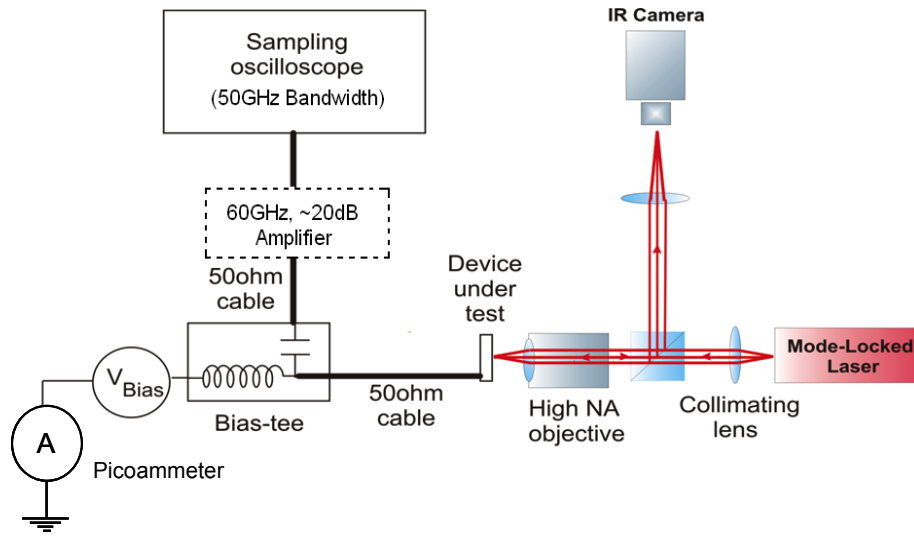 IR Camera
Sampling
oscilloscope
(50GHz Bandwidth)
60GHz, ~20dB
Amplifier
50ohm
cable
Device
under
test
Mode-Locked
Laser
V Bias
Bias-tee
50ohm
cable
High NA
objective
Collimating
lens
A
Picoammeter